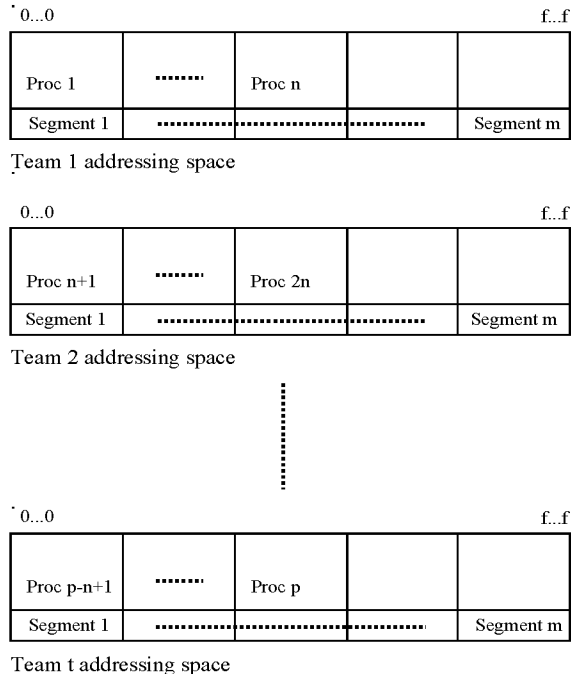 0...0 f...f
Proc 1 Proc n
Segment 1 Segment m
Team 1 addressing space
0...0 f...f
Proc n+1 Proc 2n
Segment 1 Segment m
Team 2 addressing space
0...0 f...f
Proc p-n+1 Proc p
Segment 1 Segment m
Team t addressing space